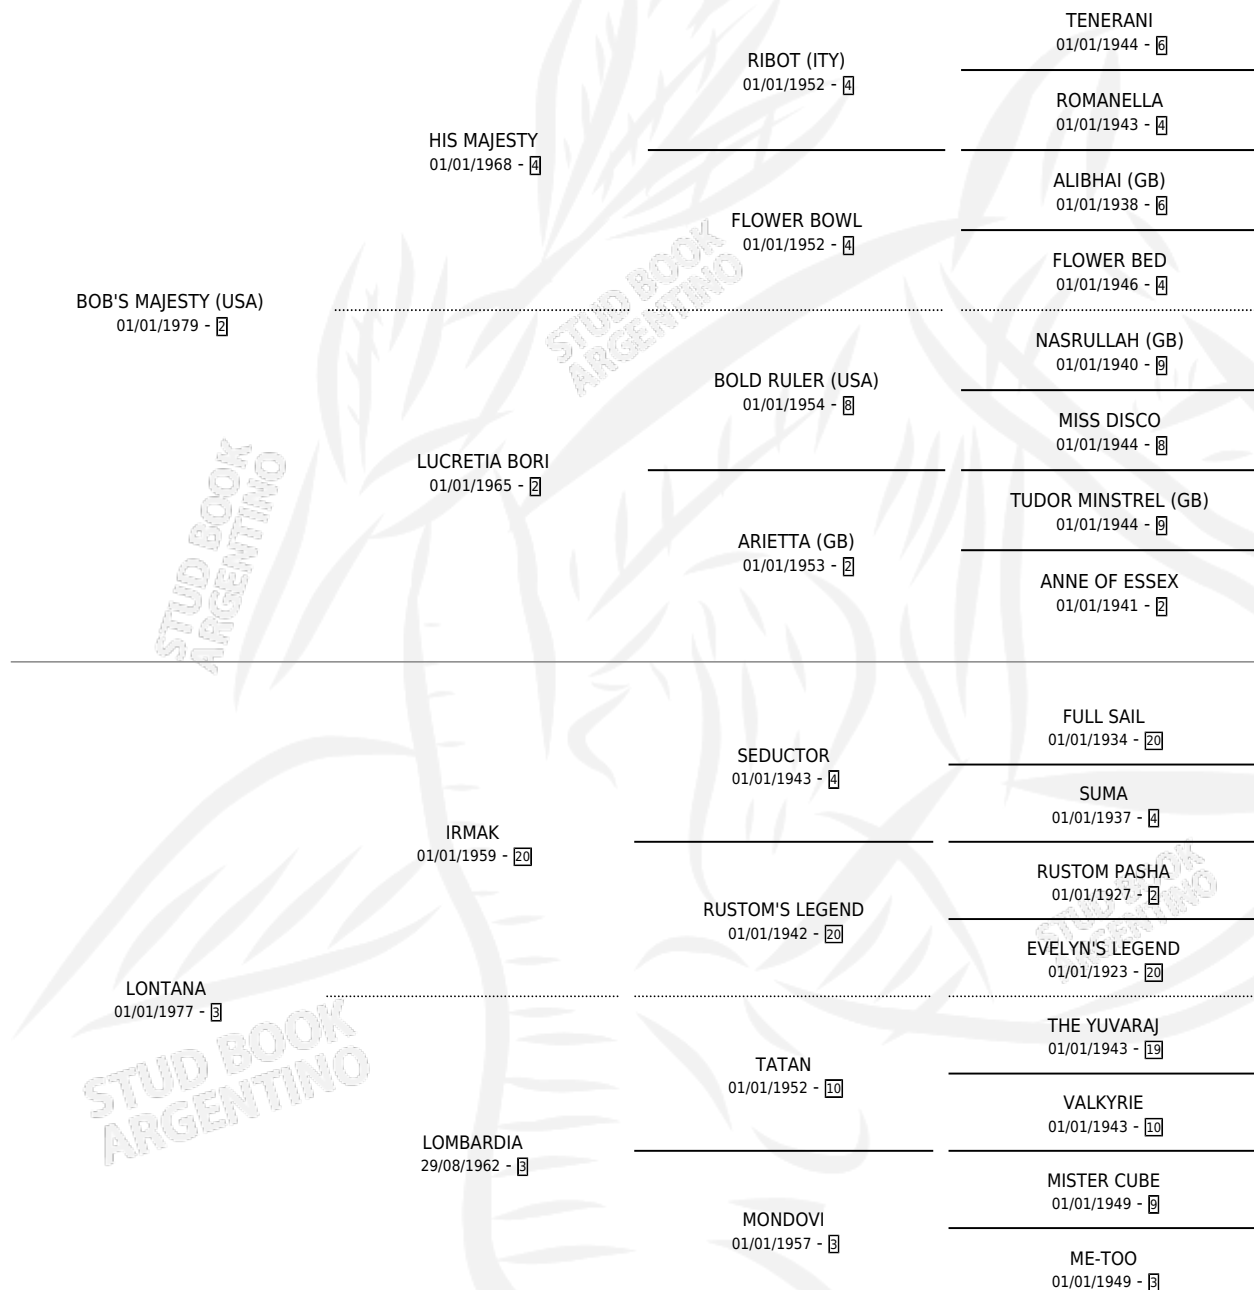 TENERANI
01/01/1944 - 6
RIBOT (ITY)
01/01/1952 - 4
ROMANELLA
01/01/1943 - 4
HIS MAJESTY
01/01/1968 - 4
ALIBHAI (GB)
01/01/1938 - 6
FLOWER BOWL
01/01/1952 - 4
FLOWER BED
01/01/1946 - 4
BOB'S MAJESTY (USA)
01/01/1979 - 2
NASRULLAH (GB)
01/01/1940 - 9
BOLD RULER (USA)
01/01/1954 - 8
MISS DISCO
01/01/1944 - 8
LUCRETIA BORI
01/01/1965 - 2
TUDOR MINSTREL (GB)
01/01/1944 - 9
ARIETTA (GB)
01/01/1953 - 2
ANNE OF ESSEX
01/01/1941 - 2
FULL SAIL
01/01/1934 - 20
SEDUCTOR
01/01/1943 - 4
SUMA
01/01/1937 - 4
IRMAK
01/01/1959 - 20
RUSTOM PASHA
01/01/1927 - 2
RUSTOM'S LEGEND
01/01/1942 - 20
EVELYN'S LEGEND
01/01/1923 - 20
LONTANA
01/01/1977 - 3
THE YUVARAJ
01/01/1943 - 19
TATAN
01/01/1952 - 10
VALKYRIE
01/01/1943 - 10
LOMBARDIA
29/08/1962 - 3
MISTER CUBE
01/01/1949 - 9
MONDOVI
01/01/1957 - 3
ME-TOO
01/01/1949 - 3
STUD BOOK
ARGENTINO
STUD BOOK
ARGENTINO
STUD BOOK
ARGENTINO
STUD BOOK
ARGENTINO